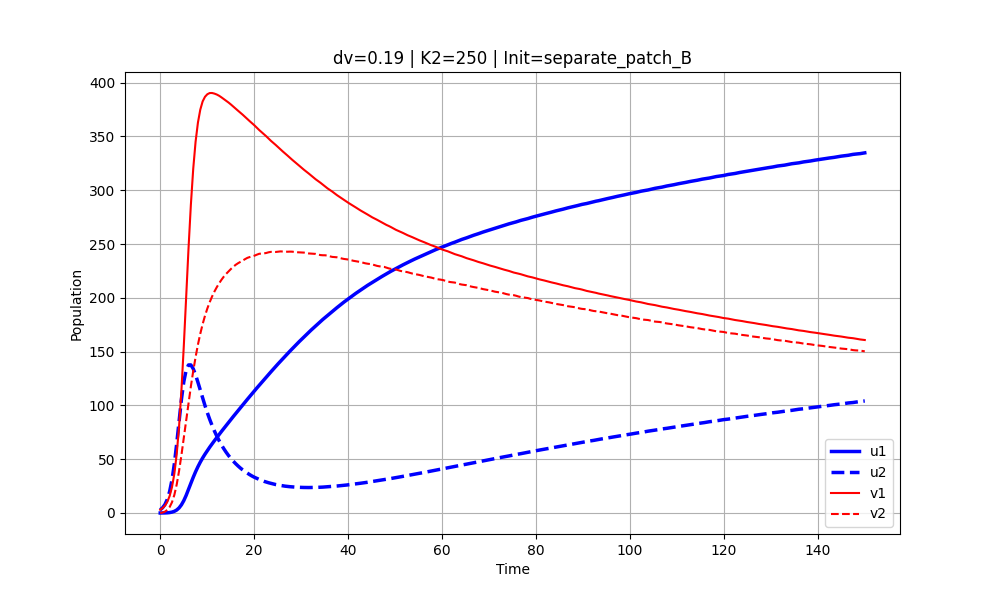 dv=0.19 | K2=250 | Init=separate_patch_B
Population
400
350
300
250
200
150
100
50
0
0 20 40 60 80 100 120 140
Time
u1
u2
v1
v2